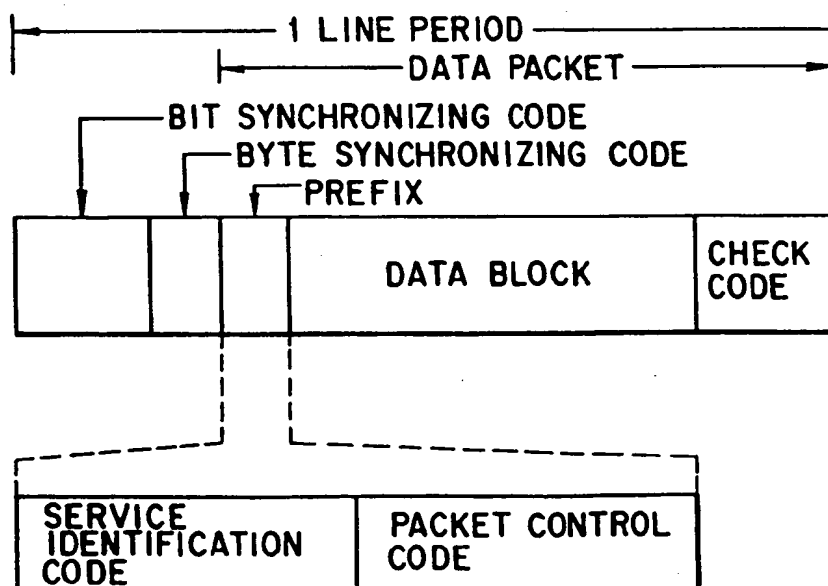 1 LINE PERIOD
DATA PACKET
BIT SYNCHRONIZING CODE
BYTE SYNCHRONIZING CODE
PREFIX
DATA BLOCK
CHECK
CODE
SERVICE
IDENTIFICATION
CODE
PACKET CONTROL
CODE